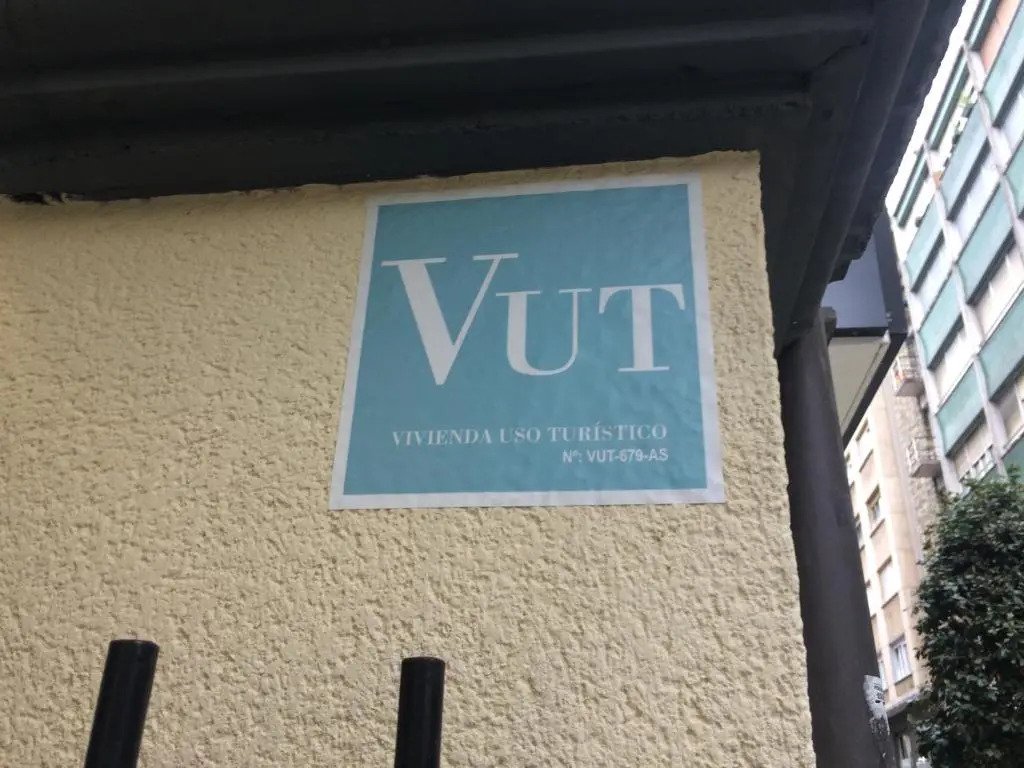 VUT
VIVIENDA USO TURÍSTICO
Nº: VUT-679-AS